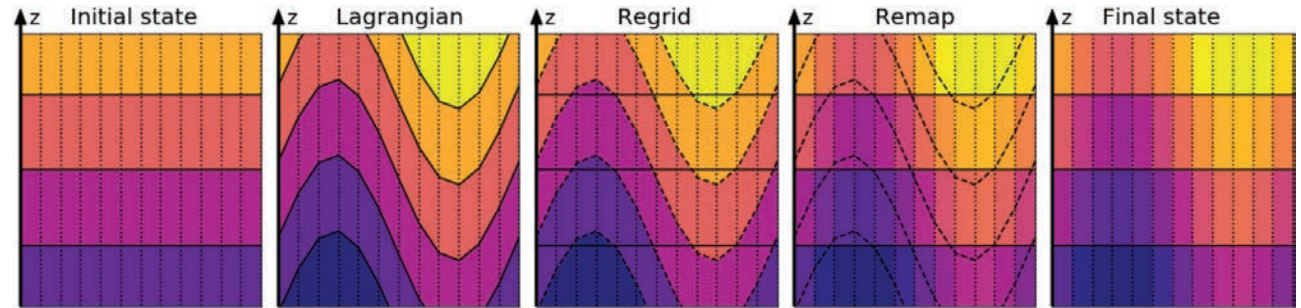 z Initial state
z Lagrangian
z Regrid
z Remap
z Final state